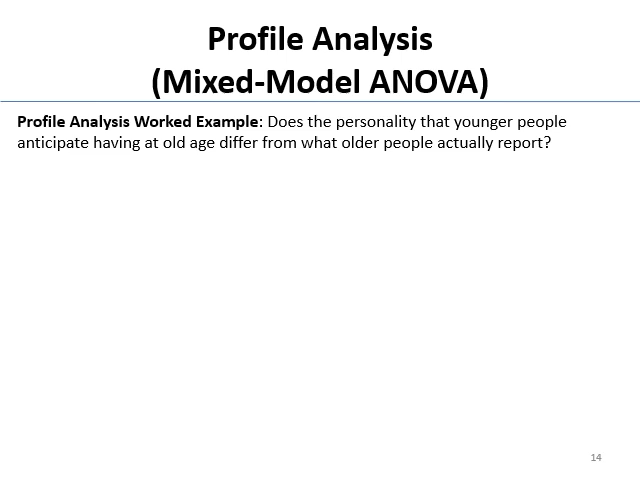 Profile Analysis
(Mixed-Model ANOVA)
Profile Analysis Worked Example: Does the personality that younger people
anticipate having at old age differ from what older people actually report?
14